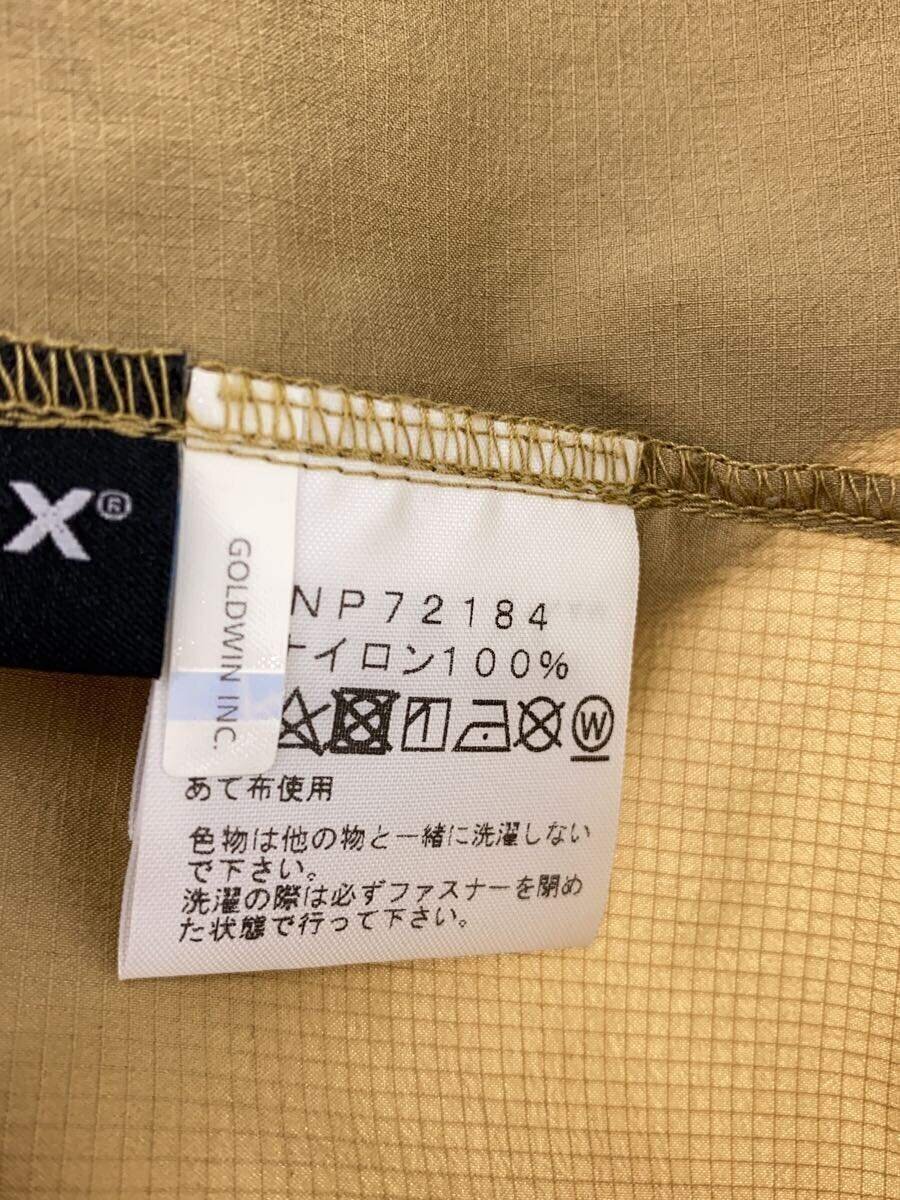 X®
GOLDWIN INC.
NP72184
ナイロン100%
W
あて布使用
色物は他の物と一緒に洗濯しない
で下さい。
洗濯の際は必ずファスナーを閉め
た状態で行って下さい。